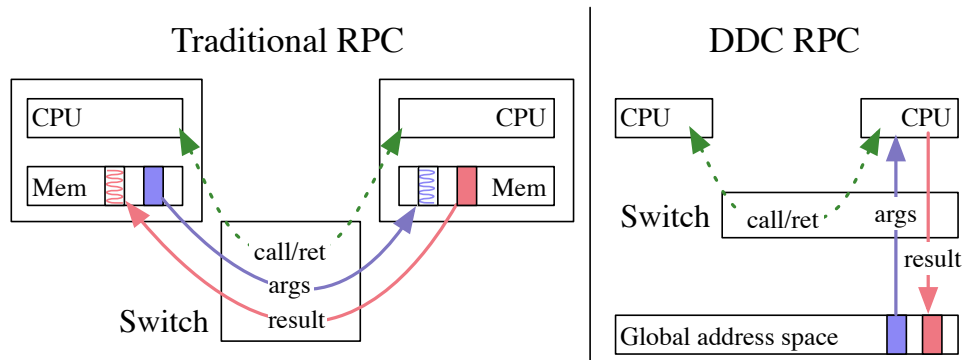 Traditional RPC
CPU
CPU
Mem
Mem
call/ret
args
result
Switch
DDC RPC
CPU
CPU
Switch
call/ret
args
result
Global address space